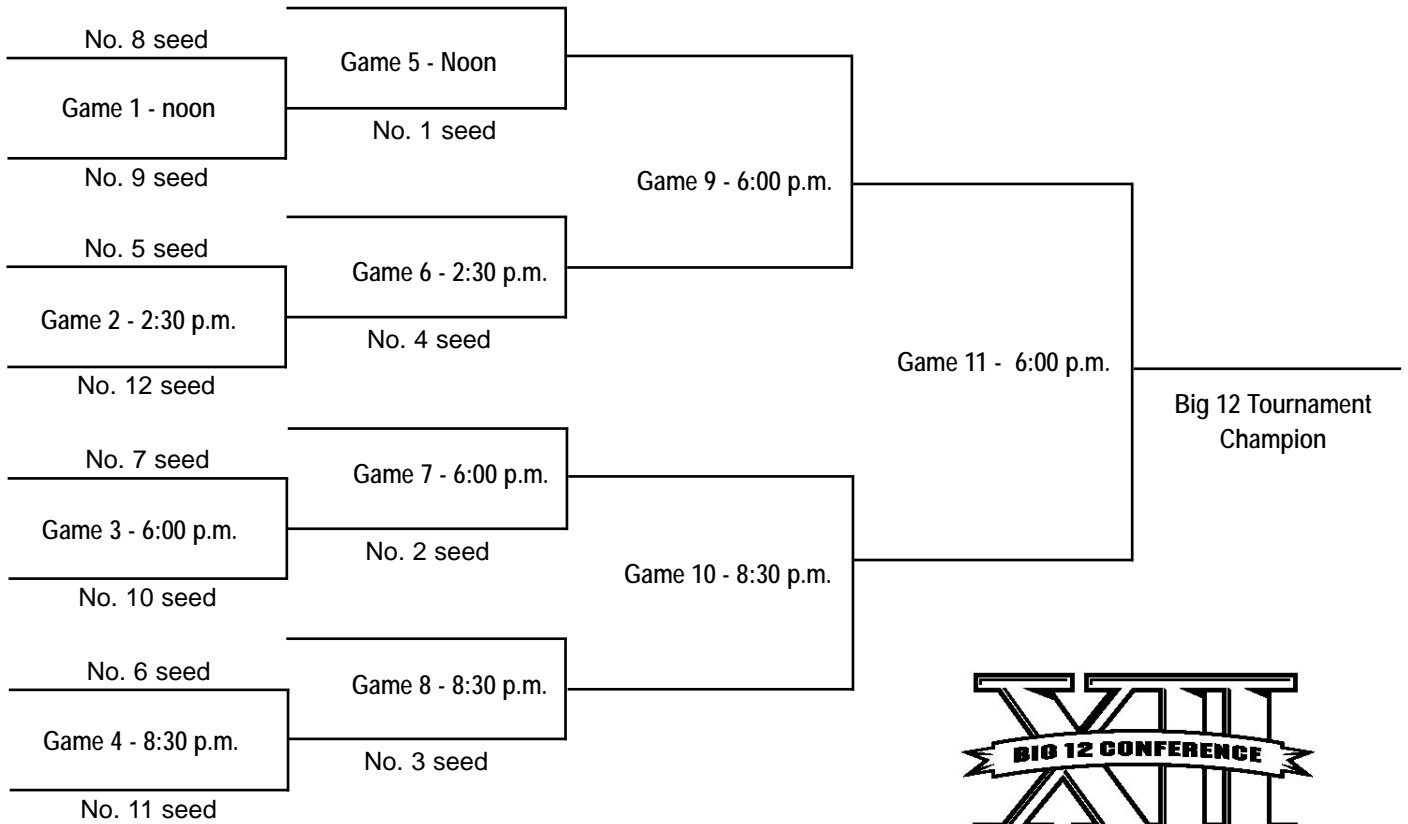 No. 8 seed
Game 1 - noon
No. 9 seed
No. 5 seed
Game 2 - 2:30 p.m.
No. 12 seed
No. 7 seed
Game 3 - 6:00 p.m.
No. 10 seed
No. 6 seed
Game 4 - 8:30 p.m.
No. 11 seed
Game 5 - Noon
No. 1 seed
Game 6 - 2:30 p.m.
No. 4 seed
Game 7 - 6:00 p.m.
No. 2 seed
Game 8 - 8:30 p.m.
No. 3 seed
Game 9 - 6:00 p.m.
Game 10 - 8:30 p.m.
Game 11 - 6:00 p.m.
Big 12 Tournament
Champion
XII
BIG 12 CONFERENCE